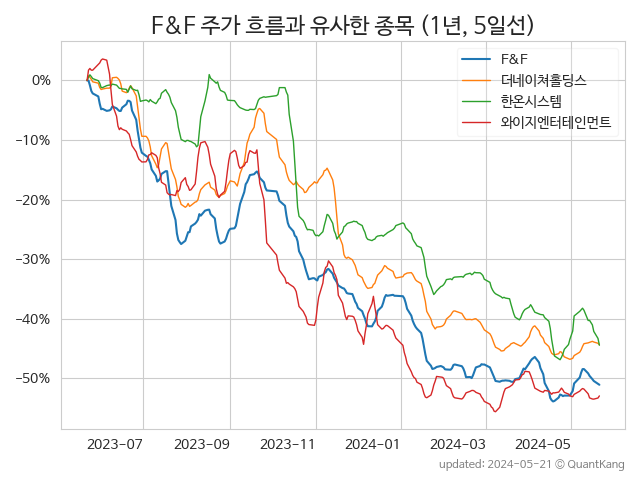 F&F 주가 흐름과 유사한 종목 (1년, 5일선)
F&F
더네이쳐홀딩스
한온시스템
와이지엔터테인먼트
0%
−10%
−20%
−30%
−40%
−50%
2023-07
2023-09
2023-11
2024-01
2024-03
2024-05
updated: 2024-05-21 © QuantKang